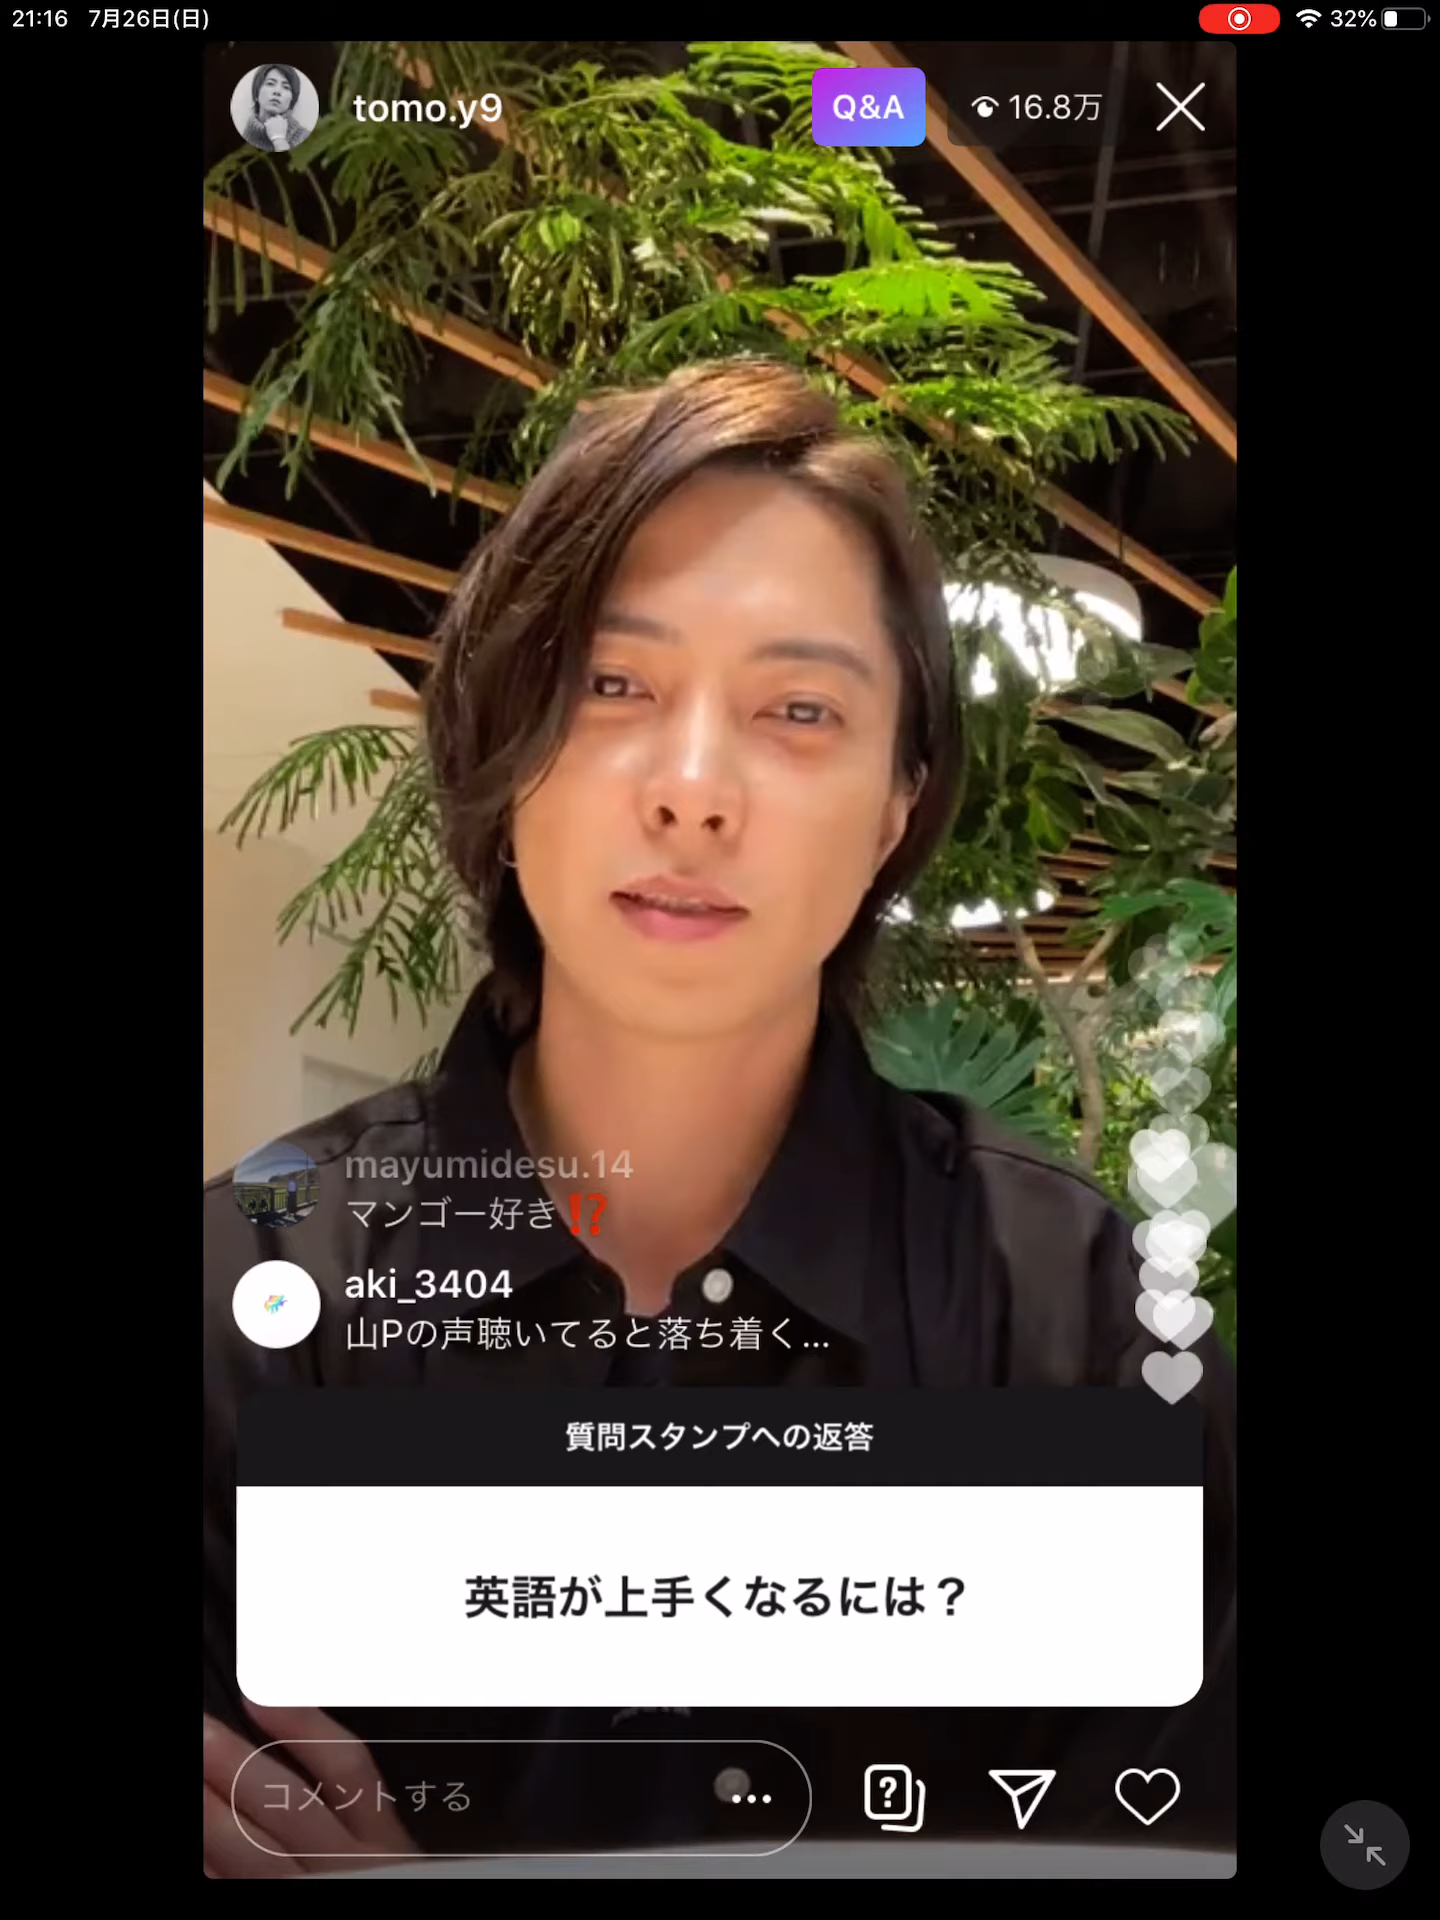 21:16 7月26日(日)
32%
tomo.y9
Q&A
16.8万
mayumidesu.14
マンゴー好き⁉️
aki_3404
山Pの声聴いてると落ち着く...
質問スタンプへの返答
英語が上手くなるには？
コメントする